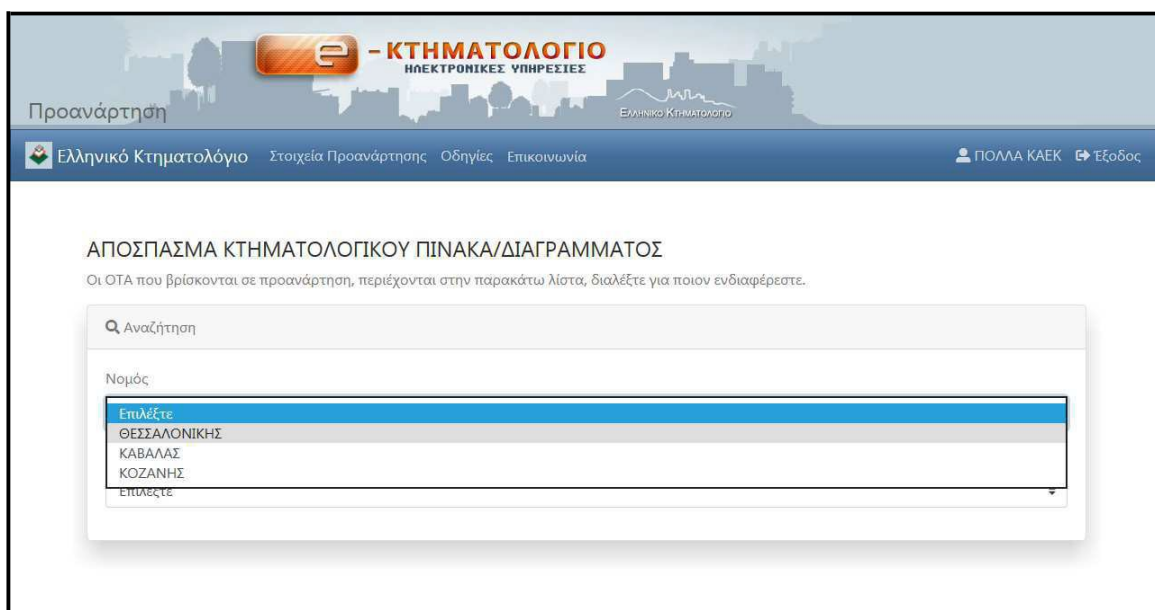 e - ΚΤΗΜΑΤΟΛΟΓΙΟ
ΗΛΕΚΤΡΟΝΙΚΕΣ ΥΠΗΡΕΣΙΕΣ
ΕΛΛΗΝΙΚΟ ΚΤΗΜΑΤΟΛΟΓΙΟ
Προανάρτηση
Ελληνικό Κτηματολόγιο Στοιχεία Προανάρτησης Οδηγίες Επικοινωνία ΠΟΛΛΑ ΚΑΕΚ Έξοδος
ΑΠΟΣΠΑΣΜΑ ΚΤΗΜΑΤΟΛΟΓΙΚΟΥ ΠΙΝΑΚΑ/ΔΙΑΓΡΑΜΜΑΤΟΣ
Οι ΟΤΑ που βρίσκονται σε προανάρτηση, περιέχονται στην παρακάτω λίστα, διαλέξτε για ποιον ενδιαφέρεστε.
Αναζήτηση
Νομός
Επιλέξτε
ΘΕΣΣΑΛΟΝΙΚΗΣ
ΚΑΒΑΛΑΣ
ΚΟΖΑΝΗΣ
Επιλέξτε